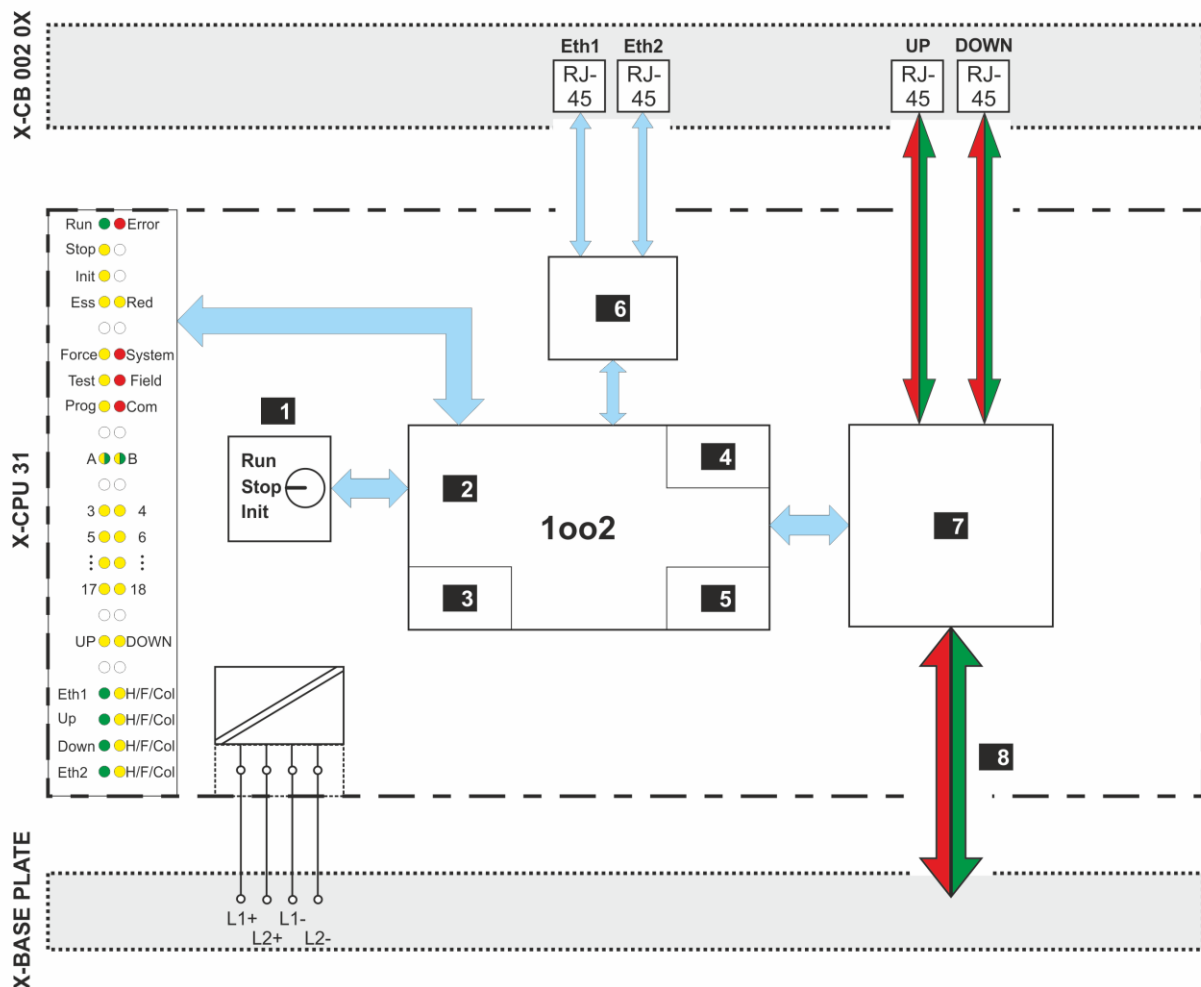 X-CB 002 0X
Eth1 Eth2 UP DOWN
RJ-45 RJ-45 RJ-45 RJ-45
X-CPU 31
Run Error
Stop
Init
Ess Red
Force System
Test Field
Prog Com
A B
3 4
5 6
⋮ ⋮
17 18
UP DOWN
Eth1 H/F/Col
Up H/F/Col
Down H/F/Col
Eth2 H/F/Col
6
1
Run
Stop
Init
2
1oo2
4
3
5
7
8
X-BASE PLATE
L1+ L1-
L2+ L2-